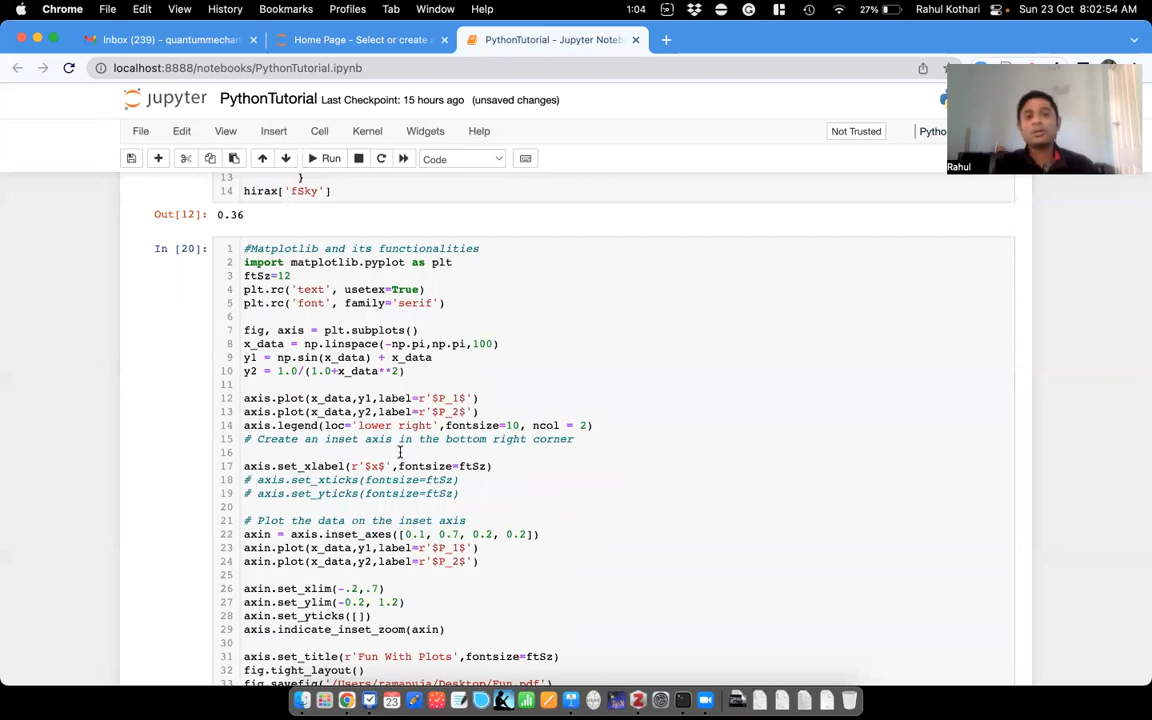 Chrome File Edit View History Bookmarks Profiles Tab Window Help 1:04 27% Rahul Kothari Sun 23 Oct 8:02:54 AM
Inbox (239) - quantummechan Home Page - Select or create PythonTutorial - Jupyter Noteb
localhost:8888/notebooks/PythonTutorial.ipynb
jupyter PythonTutorial Last Checkpoint: 15 hours ago (unsaved changes)
File Edit View Insert Cell Kernel Widgets Help Not Trusted Pytho
Run Code
Rahul
13 }
14 hirax['fSky']
Out[12]: 0.36
In [20]: 1 #Matplotlib and its functionalities
2 import matplotlib.pyplot as plt
3 ftSz=12
4 plt.rc('text', usetex=True)
5 plt.rc('font', family='serif')
6
7 fig, axis = plt.subplots()
8 x_data = np.linspace(-np.pi,np.pi,100)
9 y1 = np.sin(x_data) + x_data
10 y2 = 1.0/(1.0+x_data**2)
11
12 axis.plot(x_data,y1,label=r'$P_1$')
13 axis.plot(x_data,y2,label=r'$P_2$')
14 axis.legend(loc='lower right',fontsize=10, ncol = 2)
15 # Create an inset axis in the bottom right corner
16
17 axis.set_xlabel(r'$x$',fontsize=ftSz)
18 # axis.set_xticks(fontsize=ftSz)
19 # axis.set_yticks(fontsize=ftSz)
20
21 # Plot the data on the inset axis
22 axin = axis.inset_axes([0.1, 0.7, 0.2, 0.2])
23 axin.plot(x_data,y1,label=r'$P_1$')
24 axin.plot(x_data,y2,label=r'$P_2$')
25
26 axin.set_xlim(-.2,.7)
27 axin.set_ylim(-0.2, 1.2)
28 axin.set_yticks([])
29 axis.indicate_inset_zoom(axin)
30
31 axis.set_title(r'Fun With Plots',fontsize=ftSz)
32 fig.tight_layout()
33 fig.savefig('/Users/ramanuja/Desktop/Fun.pdf')
23